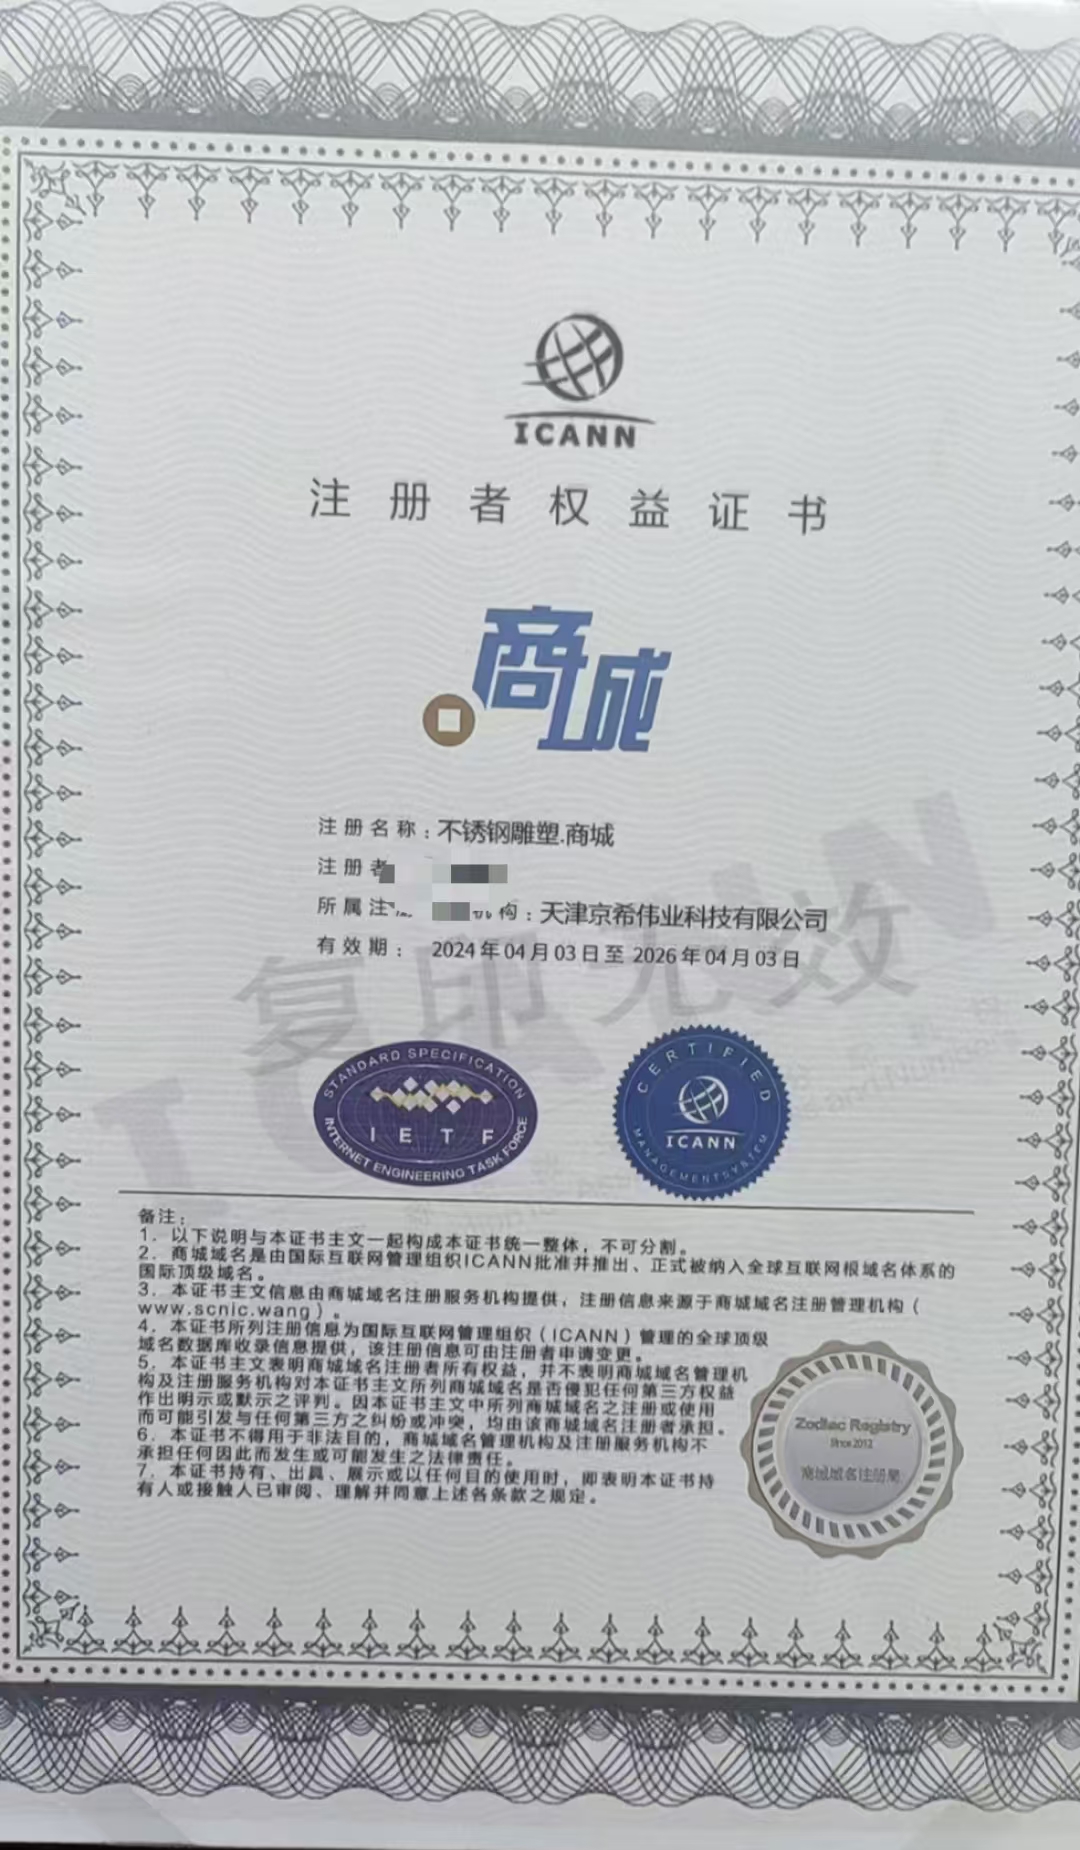 ICANN
注册者权益证书
商城
注册名称：不锈钢雕塑.商城
注册者
所属注 机构：天津京希伟业科技有限公司
有效期： 2024年04月03日至 2026年04月03日
复印无效
ICANN
STANDARD SPECIFICATION
IETF
INTERNET ENGINEERING TASK FORCE
CERTIFIED
ICANN
MANAGEMENTSYSTEM
备注：
1. 以下说明与本证书主文一起构成本证书统一整体，不可分割。
2. 商城域名是由国际互联网管理组织ICANN批准并推出、正式被纳入全球互联网根域名体系的
国际顶级域名。
3. 本证书主文信息由商城域名注册服务机构提供，注册信息来源于商城域名注册管理机构（
www.scnic.wang）。
4. 本证书所列注册信息为国际互联网管理组织（ICANN）管理的全球顶级
域名数据库收录信息提供，该注册信息可由注册者申请变更。
5. 本证书主文表明商城域名注册者所有权益，并不表明商城域名管理机
构及注册服务机构对本证书主文所列商城域名是否侵犯任何第三方权益
作出明示或默示之评判。因本证书主文中所列商城域名之注册或使用
而可能引发与任何第三方之纠纷或冲突，均由该商城域名注册者承担。
6. 本证书不得用于非法目的，商城域名管理机构及注册服务机构不
承担任何因此而发生或可能发生之法律责任。
7. 本证书持有、出具、展示或以任何目的使用时，即表明本证书持
有人或接触人已审阅、理解并同意上述各条款之规定。
Zodiac Registry
Since 2012
商城域名注册局